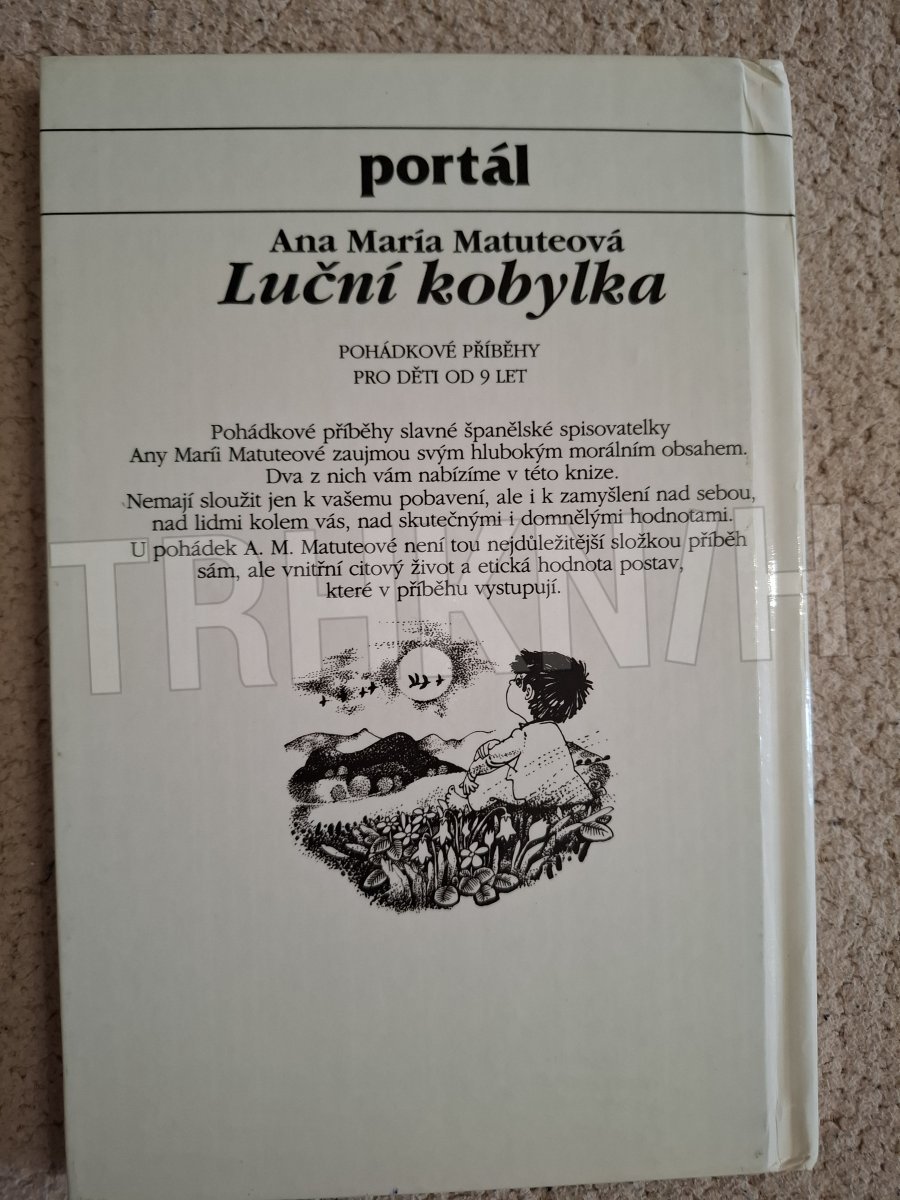 portál
Ana María Matuteová
Luční kobylka
POHÁDKOVÉ PŘÍBĚHY
PRO DĚTI OD 9 LET
Pohádkové příběhy slavné španělské spisovatelky
Any Maríi Matuteové zaujmou svým hlubokým morálním obsahem.
Dva z nich vám nabízíme v této knize.
Nemají sloužit jen k vašemu pobavení, ale i k zamyšlení nad sebou,
nad lidmi kolem vás, nad skutečnými i domnělými hodnotami.
U pohádek A. M. Matuteové není tou nejdůležitější složkou příběh
sám, ale vnitřní citový život a etická hodnota postav,
které v příběhu vystupují.